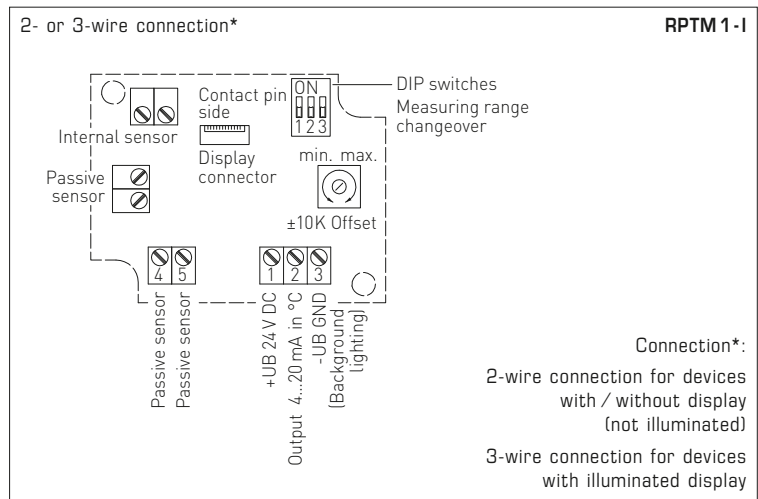 2- or 3-wire connection*
RPTM 1 - I
DIP switches
Measuring range
changeover
ON
1 2 3
Contact pin
side
Internal sensor
Display
connector
min. max.
Passive
sensor
±10K Offset
4 5
1 2 3
Passive sensor
Passive sensor
+UB 24 V DC
Output 4...20 mA in °C
-UB GND
(Background
lighting)
Connection*:
2-wire connection for devices
with / without display
(not illuminated)
3-wire connection for devices
with illuminated display